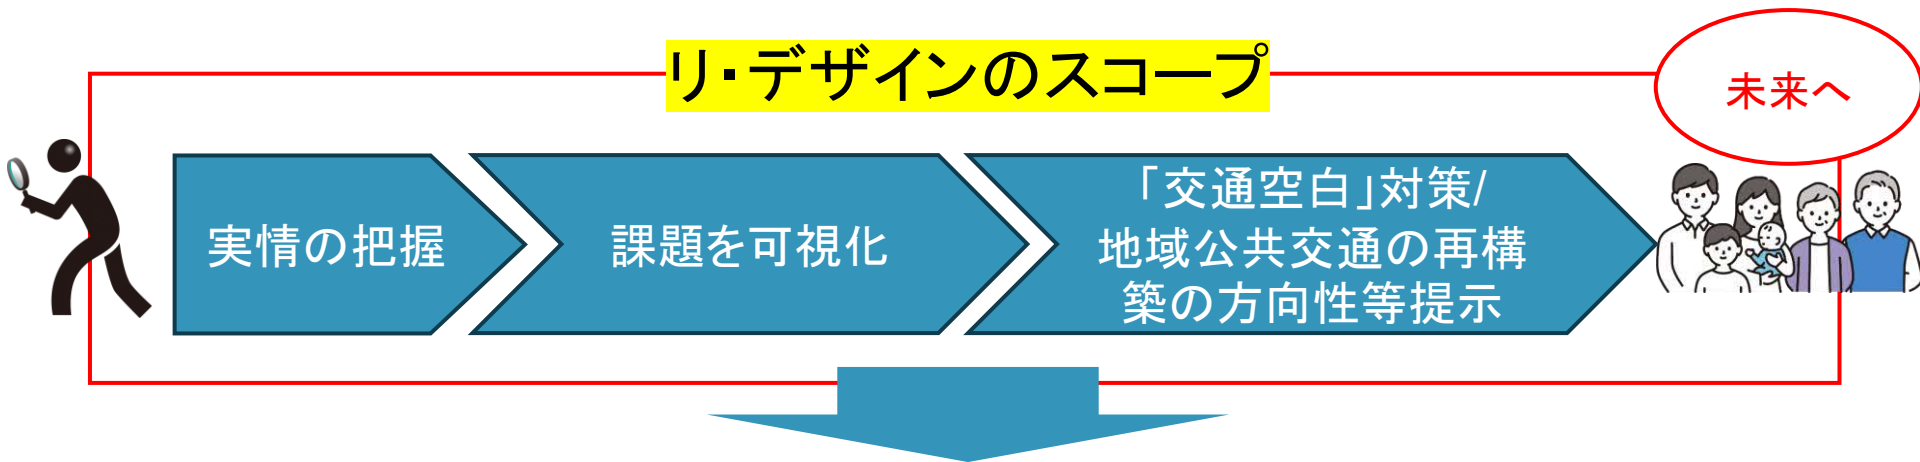 リ・デザインのスコープ
未来へ
実情の把握
課題を可視化
「交通空白」対策/
地域公共交通の再構
築の方向性等提示